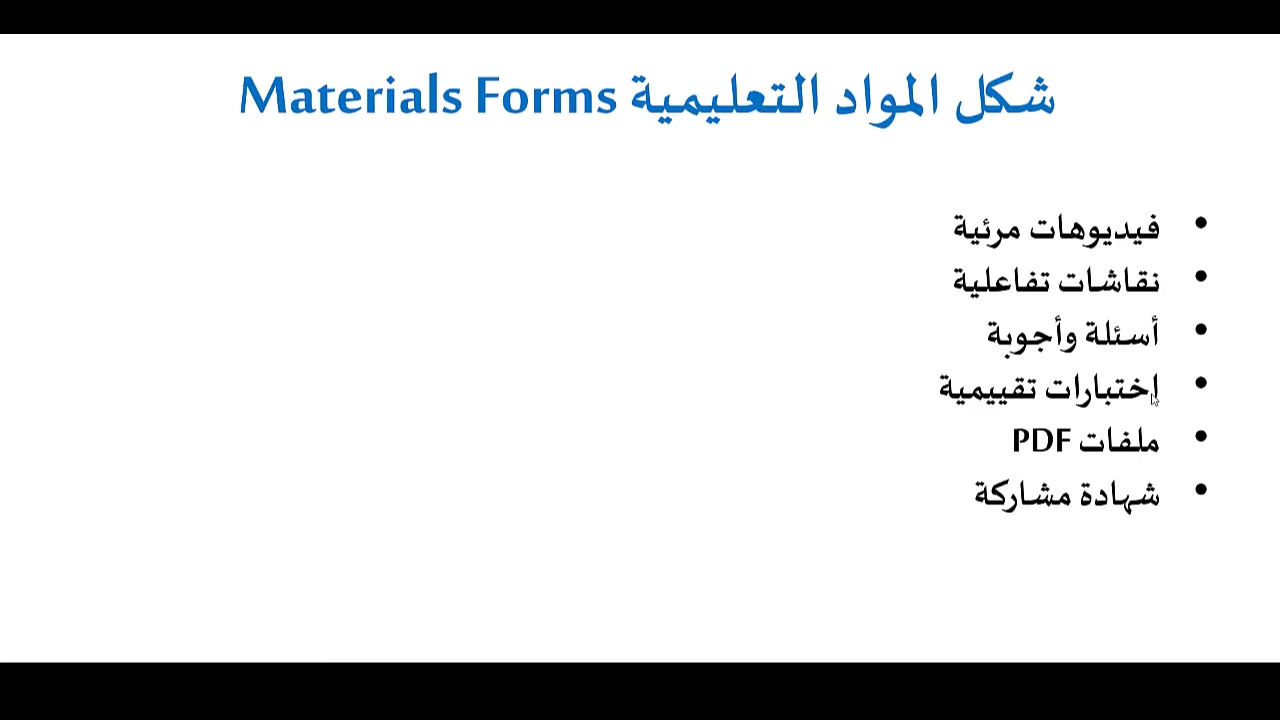 شكل المواد التعليمية Materials Forms
• فيديوهات مرئية
• نقاشات تفاعلية
• أسئلة وأجوبة
• إختبارات تقييمية
• ملفات PDF
• شهادة مشاركة